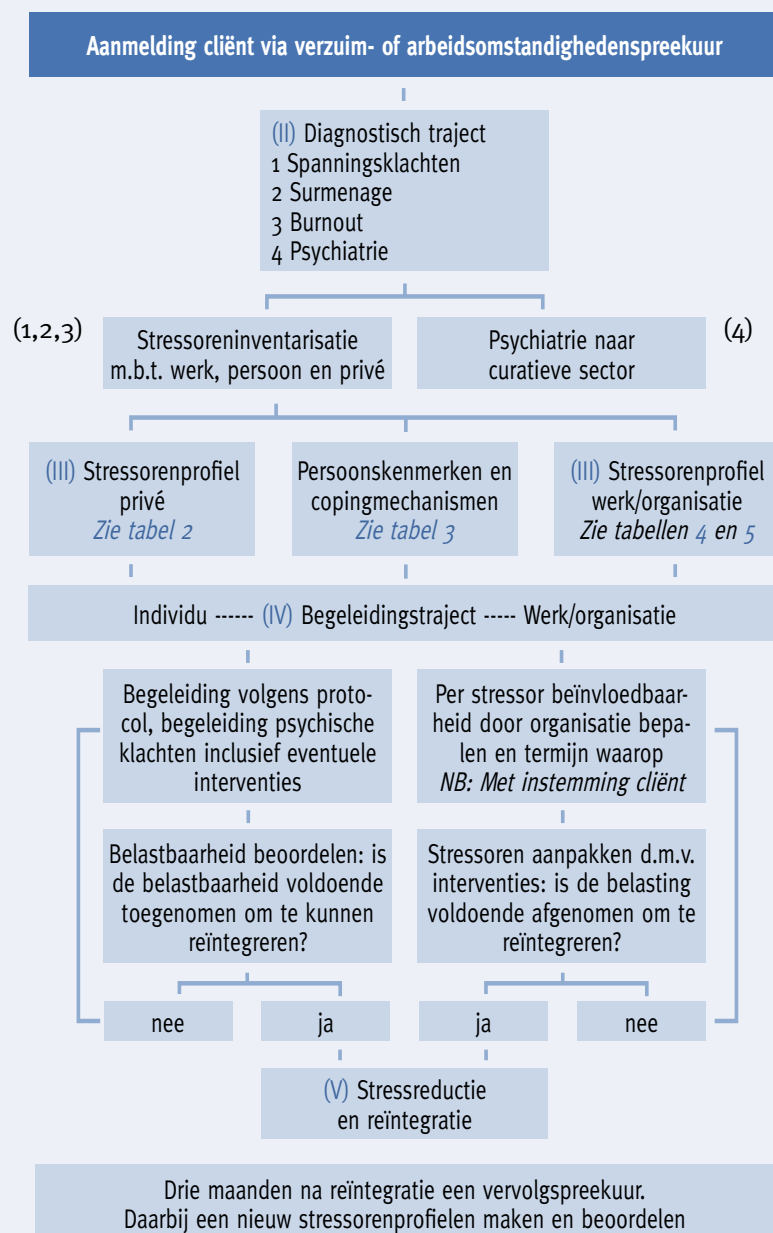 Aanmelding cliënt via verzuim- of arbeidsomstandighedenspreekuur
(II) Diagnostisch traject
1 Spanningsklachten
2 Surmenage
3 Burnout
4 Psychiatrie
(1,2,3)
Stressoreninventarisatie
m.b.t. werk, persoon en privé
Psychiatrie naar
curatieve sector
(4)
(III) Stressorenprofiel
privé
Zie tabel 2
Persoonskenmerken en
copingmechanismen
Zie tabel 3
(III) Stressorenprofiel
werk/organisatie
Zie tabellen 4 en 5
Individu ------ (IV) Begeleidingstraject ----- Werk/organisatie
Begeleiding volgens proto-
col, begeleiding psychische
klachten inclusief eventuele
interventies
Per stressor beïnvloedbaar-
heid door organisatie bepa-
len en termijn waarop
NB: Met instemming cliënt
Belastbaarheid beoordelen: is
de belastbaarheid voldoende
toegenomen om te kunnen
reïntegreren?
Stressoren aanpakken d.m.v.
interventies: is de belasting
voldoende afgenomen om te
reïntegreren?
nee
ja
ja
nee
(V) Stressreductie
en reïntegratie
Drie maanden na reïntegratie een vervolgspreekuur.
Daarbij een nieuw stressorenprofielen maken en beoordelen